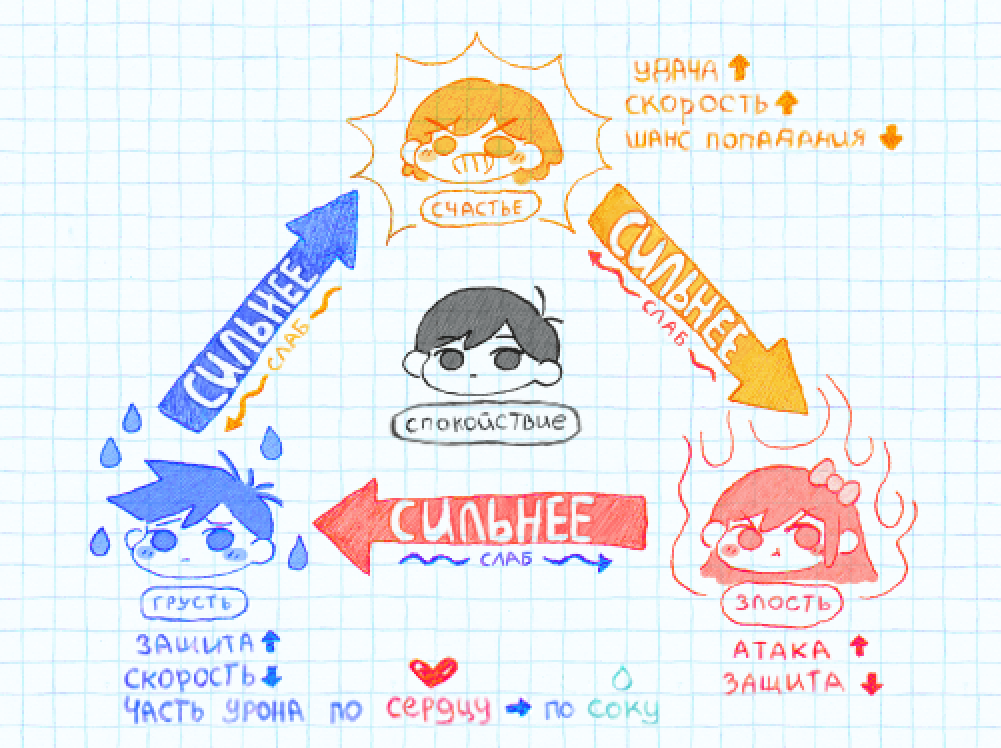 УДАЧА
СКОРОСТЬ
ШАНС ПОПАДАНИЯ
СЧАСТЬЕ
СИЛЬНЕЕ
СЛАБ
СИЛЬНЕЕ
СЛАБ
СПОКОЙСТВИЕ
СИЛЬНЕЕ
СЛАБ
ГРУСТЬ
ЗЛОСТЬ
ЗАЩИТА
СКОРОСТЬ
ЧАСТЬ УРОНА ПО сердцу ПО соку
АТАКА
ЗАЩИТА